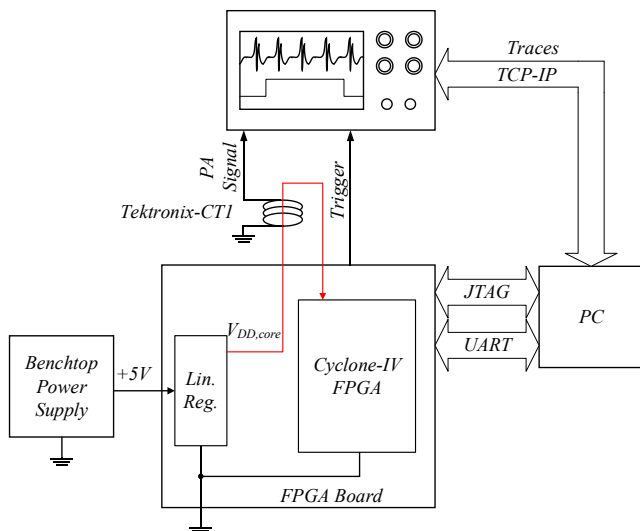 Traces
TCP-IP
PA
Signal
Trigger
Tektronix-CT1
JTAG
UART
PC
V_DD,core
Benchtop
Power
Supply
+5V
Lin.
Reg.
Cyclone-IV
FPGA
FPGA Board